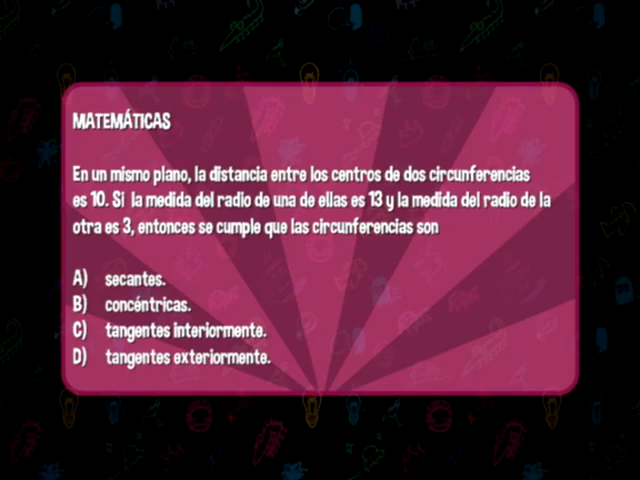 MATEMÁTICAS
En un mismo plano, la distancia entre los centros de dos circunferencias
es 10. Si la medida del radio de una de ellas es 13 y la medida del radio de la
otra es 3, entonces se cumple que las circunferencias son
A) secantes.
B) concéntricas.
C) tangentes interiormente.
D) tangentes exteriormente.